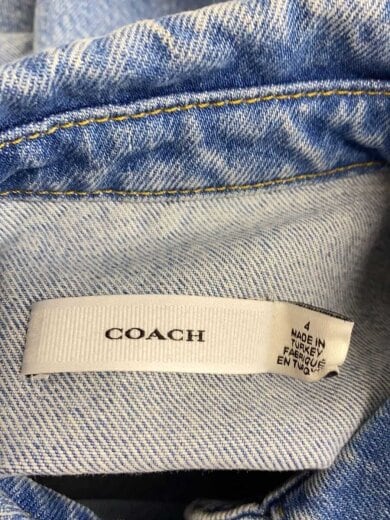 COACH
4
MADE IN
TURKEY
FABRIQUÉ
EN